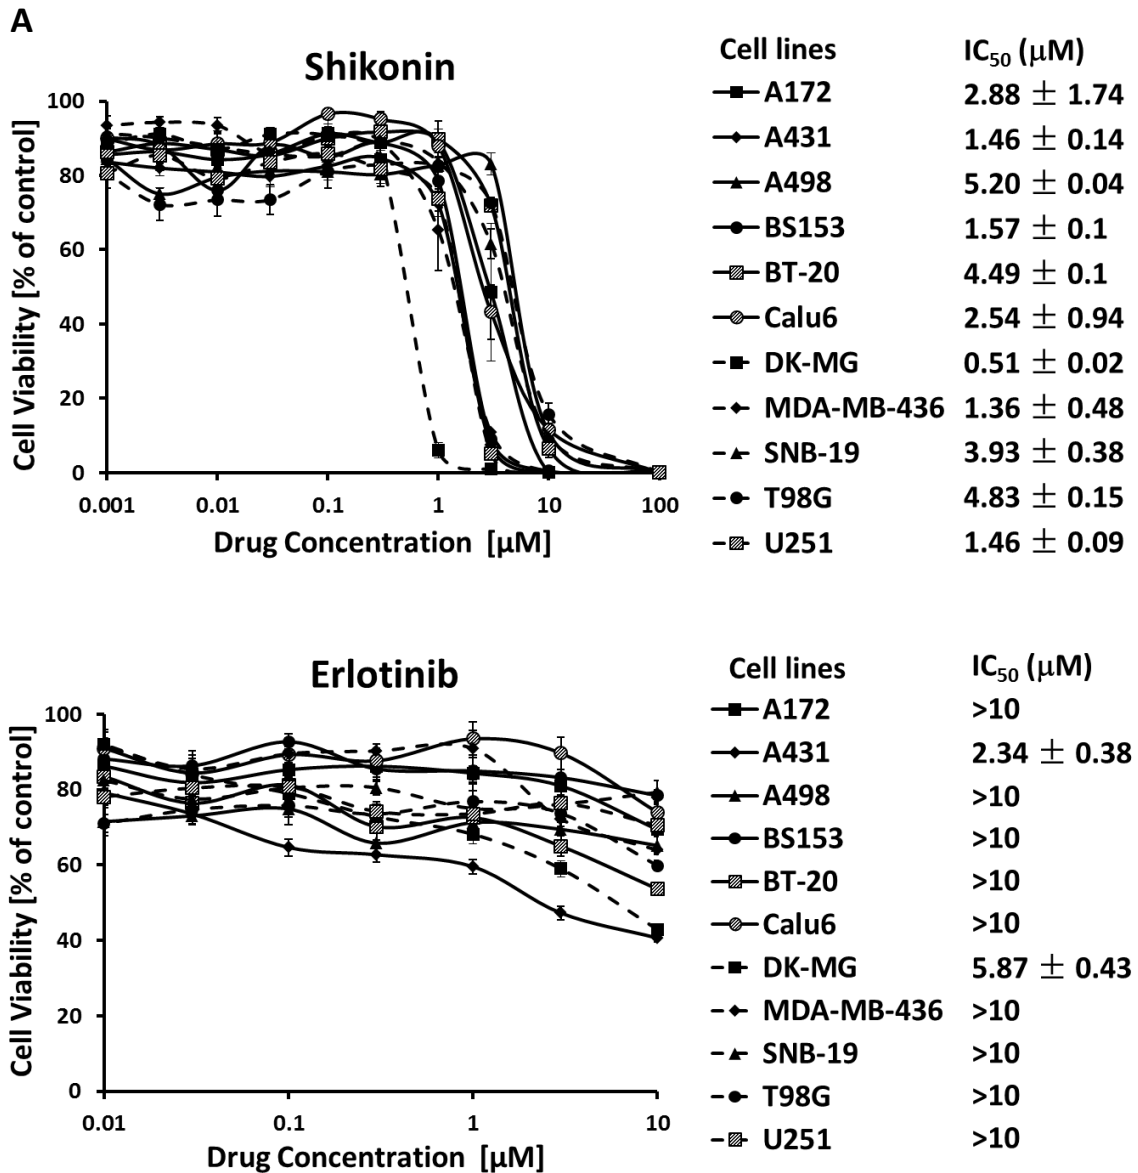 A
Shikonin
Cell Viability [% of control]
100
80
60
40
20
0
0.001 0.01 0.1 1 10 100
Drug Concentration [µM]
Cell lines IC50 (µM)
A172 2.88 ± 1.74
A431 1.46 ± 0.14
A498 5.20 ± 0.04
BS153 1.57 ± 0.1
BT-20 4.49 ± 0.1
Calu6 2.54 ± 0.94
DK-MG 0.51 ± 0.02
MDA-MB-436 1.36 ± 0.48
SNB-19 3.93 ± 0.38
T98G 4.83 ± 0.15
U251 1.46 ± 0.09
Erlotinib
Cell Viability [% of control]
100
80
60
40
20
0
0.01 0.1 1 10
Drug Concentration [µM]
Cell lines IC50 (µM)
A172 >10
A431 2.34 ± 0.38
A498 >10
BS153 >10
BT-20 >10
Calu6 >10
DK-MG 5.87 ± 0.43
MDA-MB-436 >10
SNB-19 >10
T98G >10
U251 >10